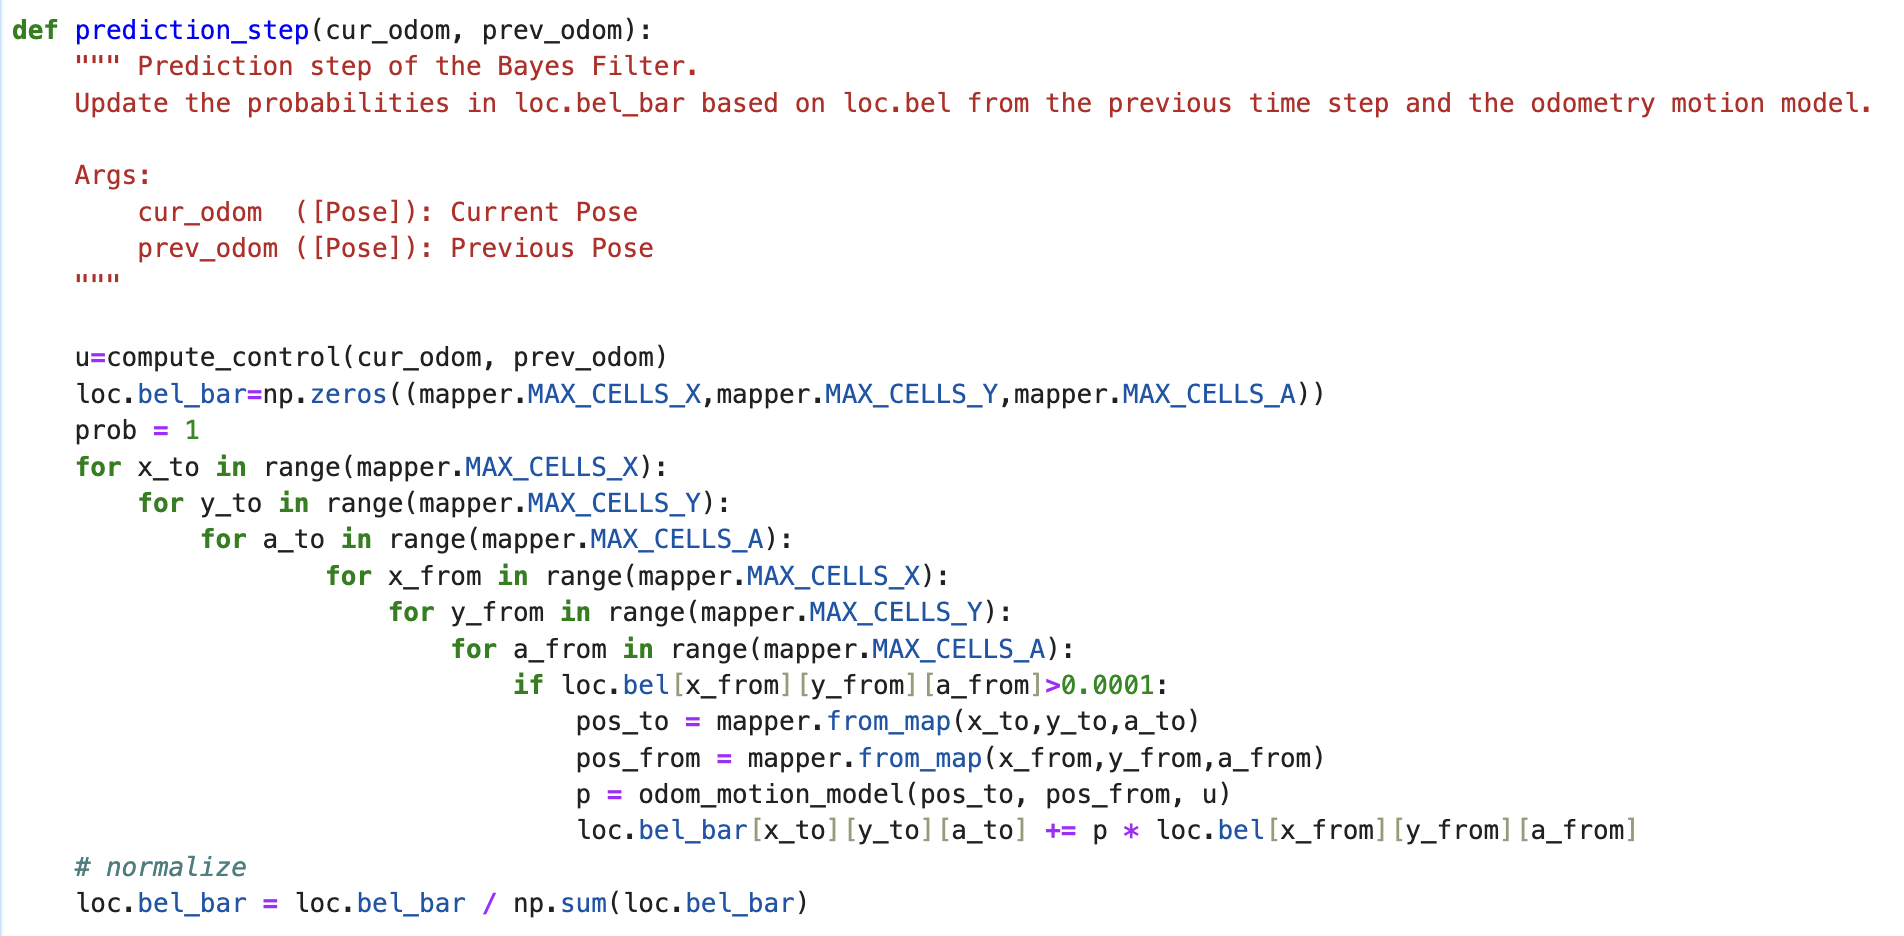 def prediction_step(cur_odom, prev_odom):
    """ Prediction step of the Bayes Filter.
    Update the probabilities in loc.bel_bar based on loc.bel from the previous time step and the odometry motion model.

    Args:
        cur_odom  ([Pose]): Current Pose
        prev_odom ([Pose]): Previous Pose
    """

    u=compute_control(cur_odom, prev_odom)
    loc.bel_bar=np.zeros((mapper.MAX_CELLS_X,mapper.MAX_CELLS_Y,mapper.MAX_CELLS_A))
    prob = 1
    for x_to in range(mapper.MAX_CELLS_X):
        for y_to in range(mapper.MAX_CELLS_Y):
            for a_to in range(mapper.MAX_CELLS_A):
                    for x_from in range(mapper.MAX_CELLS_X):
                        for y_from in range(mapper.MAX_CELLS_Y):
                            for a_from in range(mapper.MAX_CELLS_A):
                                if loc.bel[x_from][y_from][a_from]>0.0001:
                                    pos_to = mapper.from_map(x_to,y_to,a_to)
                                    pos_from = mapper.from_map(x_from,y_from,a_from)
                                    p = odom_motion_model(pos_to, pos_from, u)
                                    loc.bel_bar[x_to][y_to][a_to] += p * loc.bel[x_from][y_from][a_from]
    # normalize
    loc.bel_bar = loc.bel_bar / np.sum(loc.bel_bar)